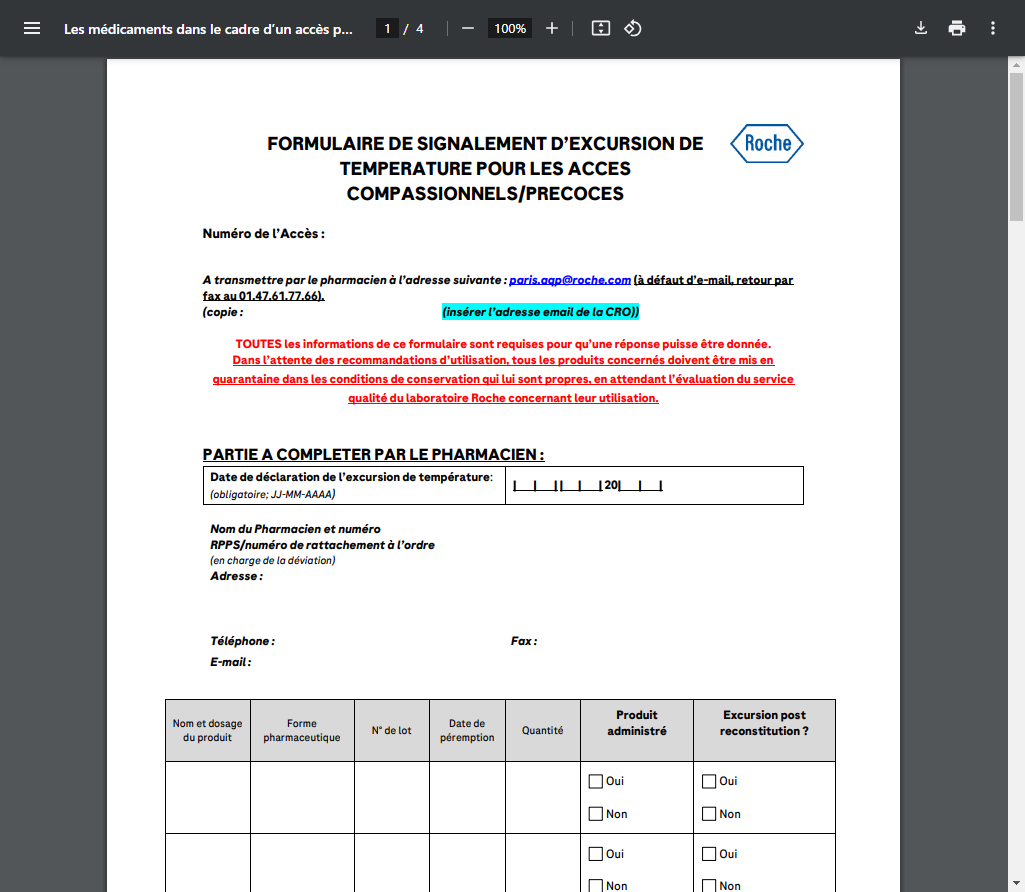 Les médicaments dans le cadre d’un accès p...
1 / 4
100%
FORMULAIRE DE SIGNALEMENT D’EXCURSION DE
TEMPERATURE POUR LES ACCES
COMPASSIONNELS/PRECOCES
Roche
Numéro de l’Accès :
A transmettre par le pharmacien à l’adresse suivante : paris.aqp@roche.com (à défaut d’e-mail, retour par
fax au 01.47.61.77.66).
(copie : (insérer l’adresse email de la CRO))
TOUTES les informations de ce formulaire sont requises pour qu’une réponse puisse être donnée.
Dans l’attente des recommandations d’utilisation, tous les produits concernés doivent être mis en
quarantaine dans les conditions de conservation qui lui sont propres, en attendant l’évaluation du service
qualité du laboratoire Roche concernant leur utilisation.
PARTIE A COMPLETER PAR LE PHARMACIEN :
Date de déclaration de l’excursion de température:
(obligatoire; JJ-MM-AAAA)
|__|__| |__|__| 20|__|__|
Nom du Pharmacien et numéro
RPPS/numéro de rattachement à l’ordre
(en charge de la déviation)
Adresse :
Téléphone : Fax :
E-mail :
Nom et dosage
du produit
Forme
pharmaceutique
N° de lot
Date de
péremption
Quantité
Produit
administré
Excursion post
reconstitution ?
Oui Oui
Non Non
Oui Oui
Non Non